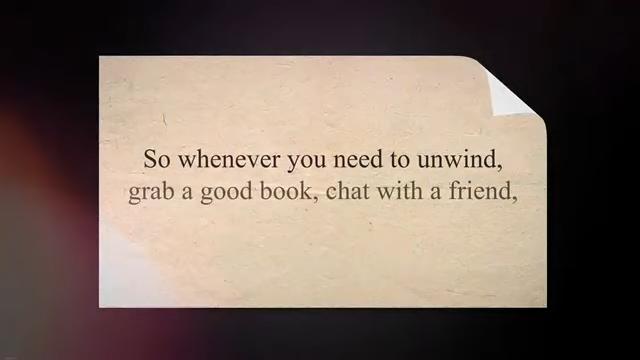 So whenever you need to unwind,
grab a good book, chat with a friend,